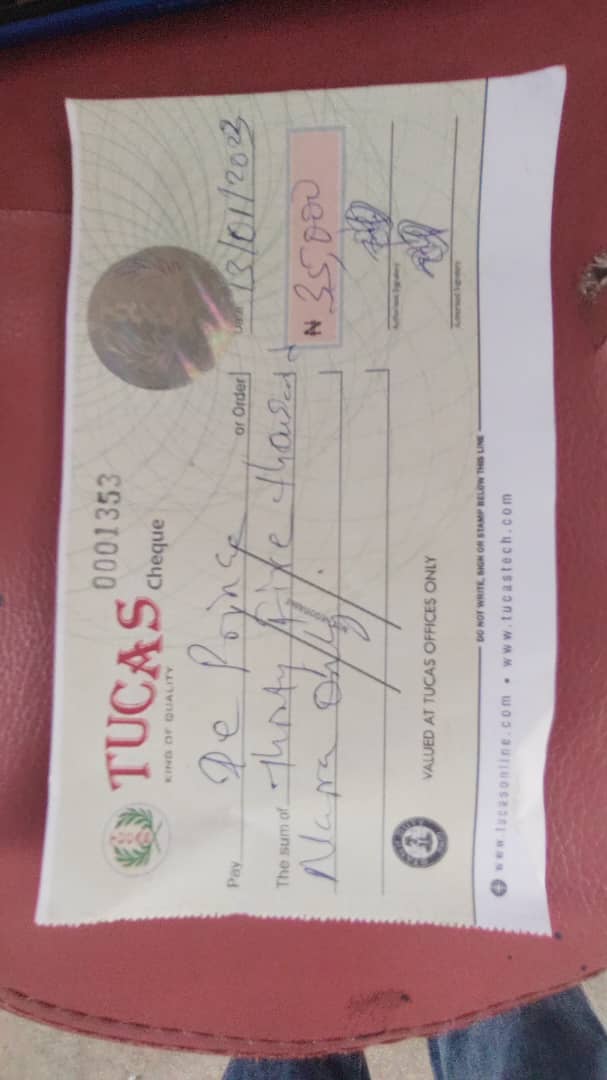 TUCAS
KING OF QUALITY
0001353
Cheque
Date 13/01/2023
Pay De Prince or Order
The sum of Thirty Five thousand
Naira Only.
₦ 35,000
Authorised Signatory
Authorised Signatory
VALUED AT TUCAS OFFICES ONLY
DO NOT WRITE, SIGN OR STAMP BELOW THIS LINE
www.tucasonline.com • www.tucastech.com